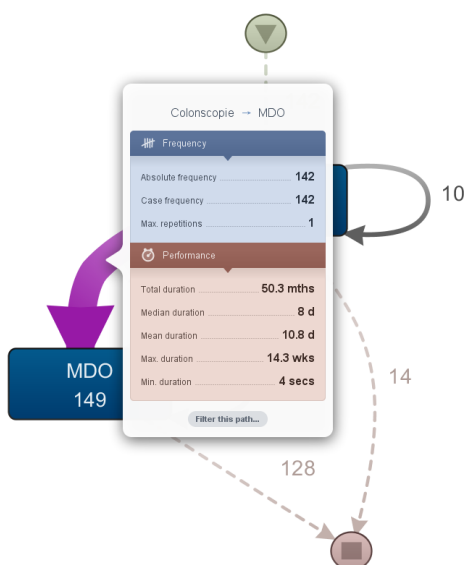 Colonscopie → MDO
Frequency
Absolute frequency 142
Case frequency 142
Max. repetitions 1
Performance
Total duration 50.3 mths
Median duration 8 d
Mean duration 10.8 d
Max. duration 14.3 wks
Min. duration 4 secs
Filter this path...
10
MDO
149
14
128